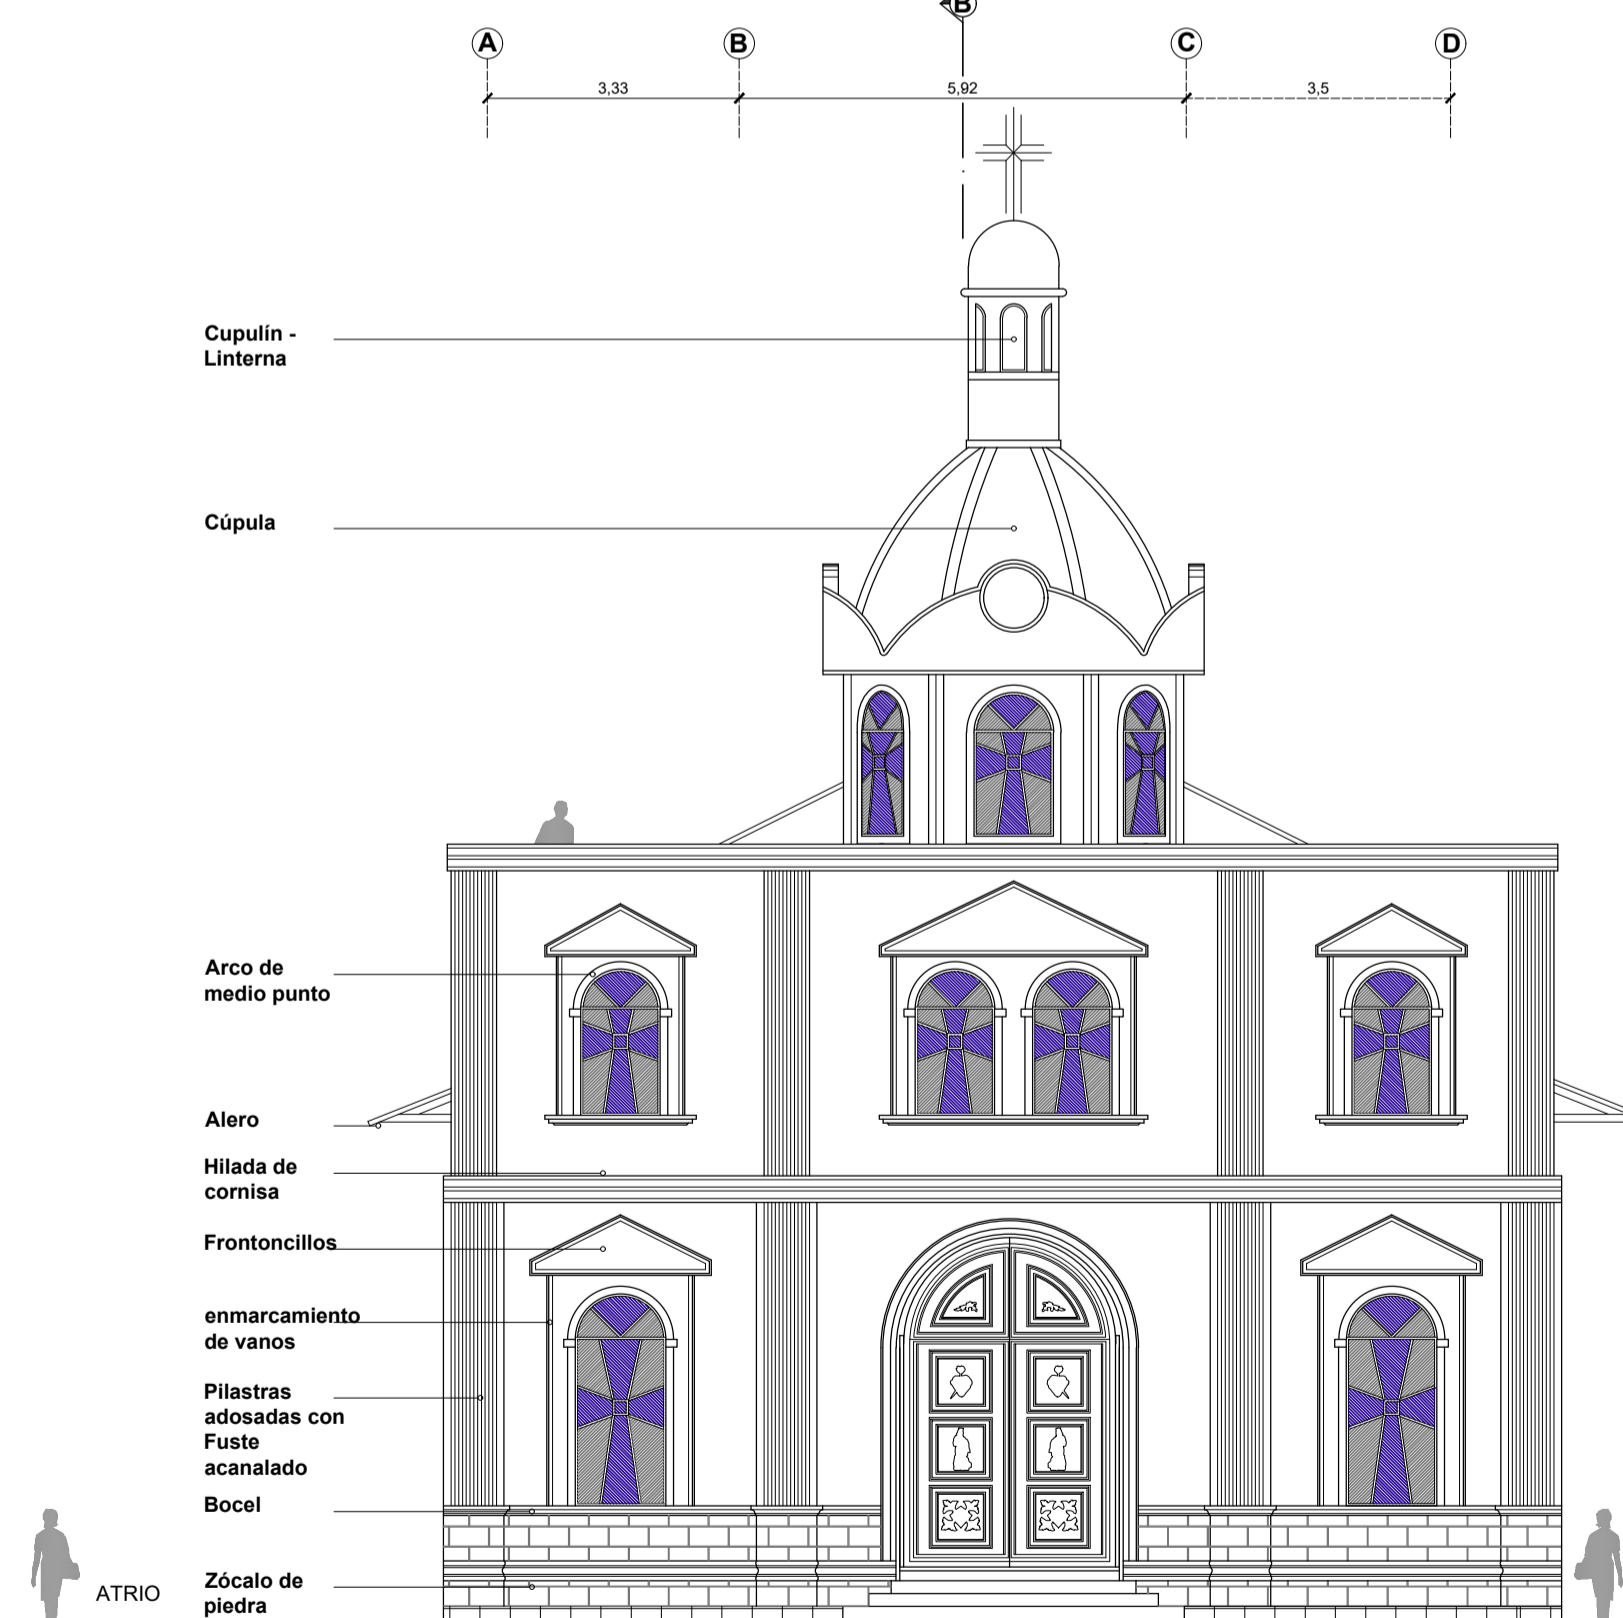 B
A
B
C
D
3,33
5,92
3,5
Cupulín -
Linterna
Cúpula
Arco de
medio punto
Alero
Hilada de
cornisa
Frontoncillos
enmarcamiento
de vanos
Pilastras
adosadas con
Fuste
acanalado
Bocel
Zócalo de
piedra
ATRIO